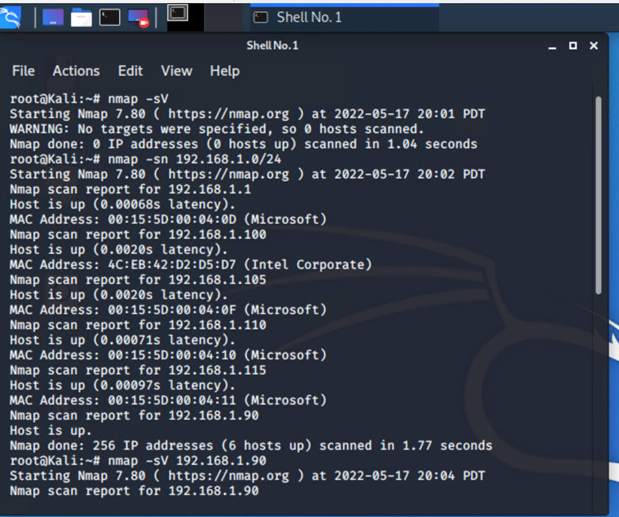 Shell No. 1
Shell No. 1
File Actions Edit View Help
root@Kali:~# nmap -sV
Starting Nmap 7.80 ( https://nmap.org ) at 2022-05-17 20:01 PDT
WARNING: No targets were specified, so 0 hosts scanned.
Nmap done: 0 IP addresses (0 hosts up) scanned in 1.04 seconds
root@Kali:~# nmap -sn 192.168.1.0/24
Starting Nmap 7.80 ( https://nmap.org ) at 2022-05-17 20:02 PDT
Nmap scan report for 192.168.1.1
Host is up (0.00068s latency).
MAC Address: 00:15:5D:00:04:0D (Microsoft)
Nmap scan report for 192.168.1.100
Host is up (0.0020s latency).
MAC Address: 4C:EB:42:D2:D5:D7 (Intel Corporate)
Nmap scan report for 192.168.1.105
Host is up (0.0020s latency).
MAC Address: 00:15:5D:00:04:0F (Microsoft)
Nmap scan report for 192.168.1.110
Host is up (0.00071s latency).
MAC Address: 00:15:5D:00:04:10 (Microsoft)
Nmap scan report for 192.168.1.115
Host is up (0.00097s latency).
MAC Address: 00:15:5D:00:04:11 (Microsoft)
Nmap scan report for 192.168.1.90
Host is up.
Nmap done: 256 IP addresses (6 hosts up) scanned in 1.77 seconds
root@Kali:~# nmap -sV 192.168.1.90
Starting Nmap 7.80 ( https://nmap.org ) at 2022-05-17 20:04 PDT
Nmap scan report for 192.168.1.90